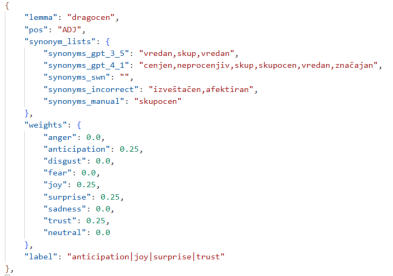 {
"lemma": "dragocen",
"pos": "ADJ",
"synonym_lists": {
"synonyms_gpt_3_5": "vredan,skup,vredan",
"synonyms_gpt_4_1": "cenjen,neprocenjiv,skup,skupocen,vredan,značajan",
"synonyms_swn": "",
"synonyms_incorrect": "izveštačen,afektiran",
"synonyms_manual": "skupocen"
},
"weights": {
"anger": 0.0,
"anticipation": 0.25,
"disgust": 0.0,
"fear": 0.0,
"joy": 0.25,
"surprise": 0.25,
"sadness": 0.0,
"trust": 0.25,
"neutral": 0.0
},
"label": "anticipation|joy|surprise|trust"
},